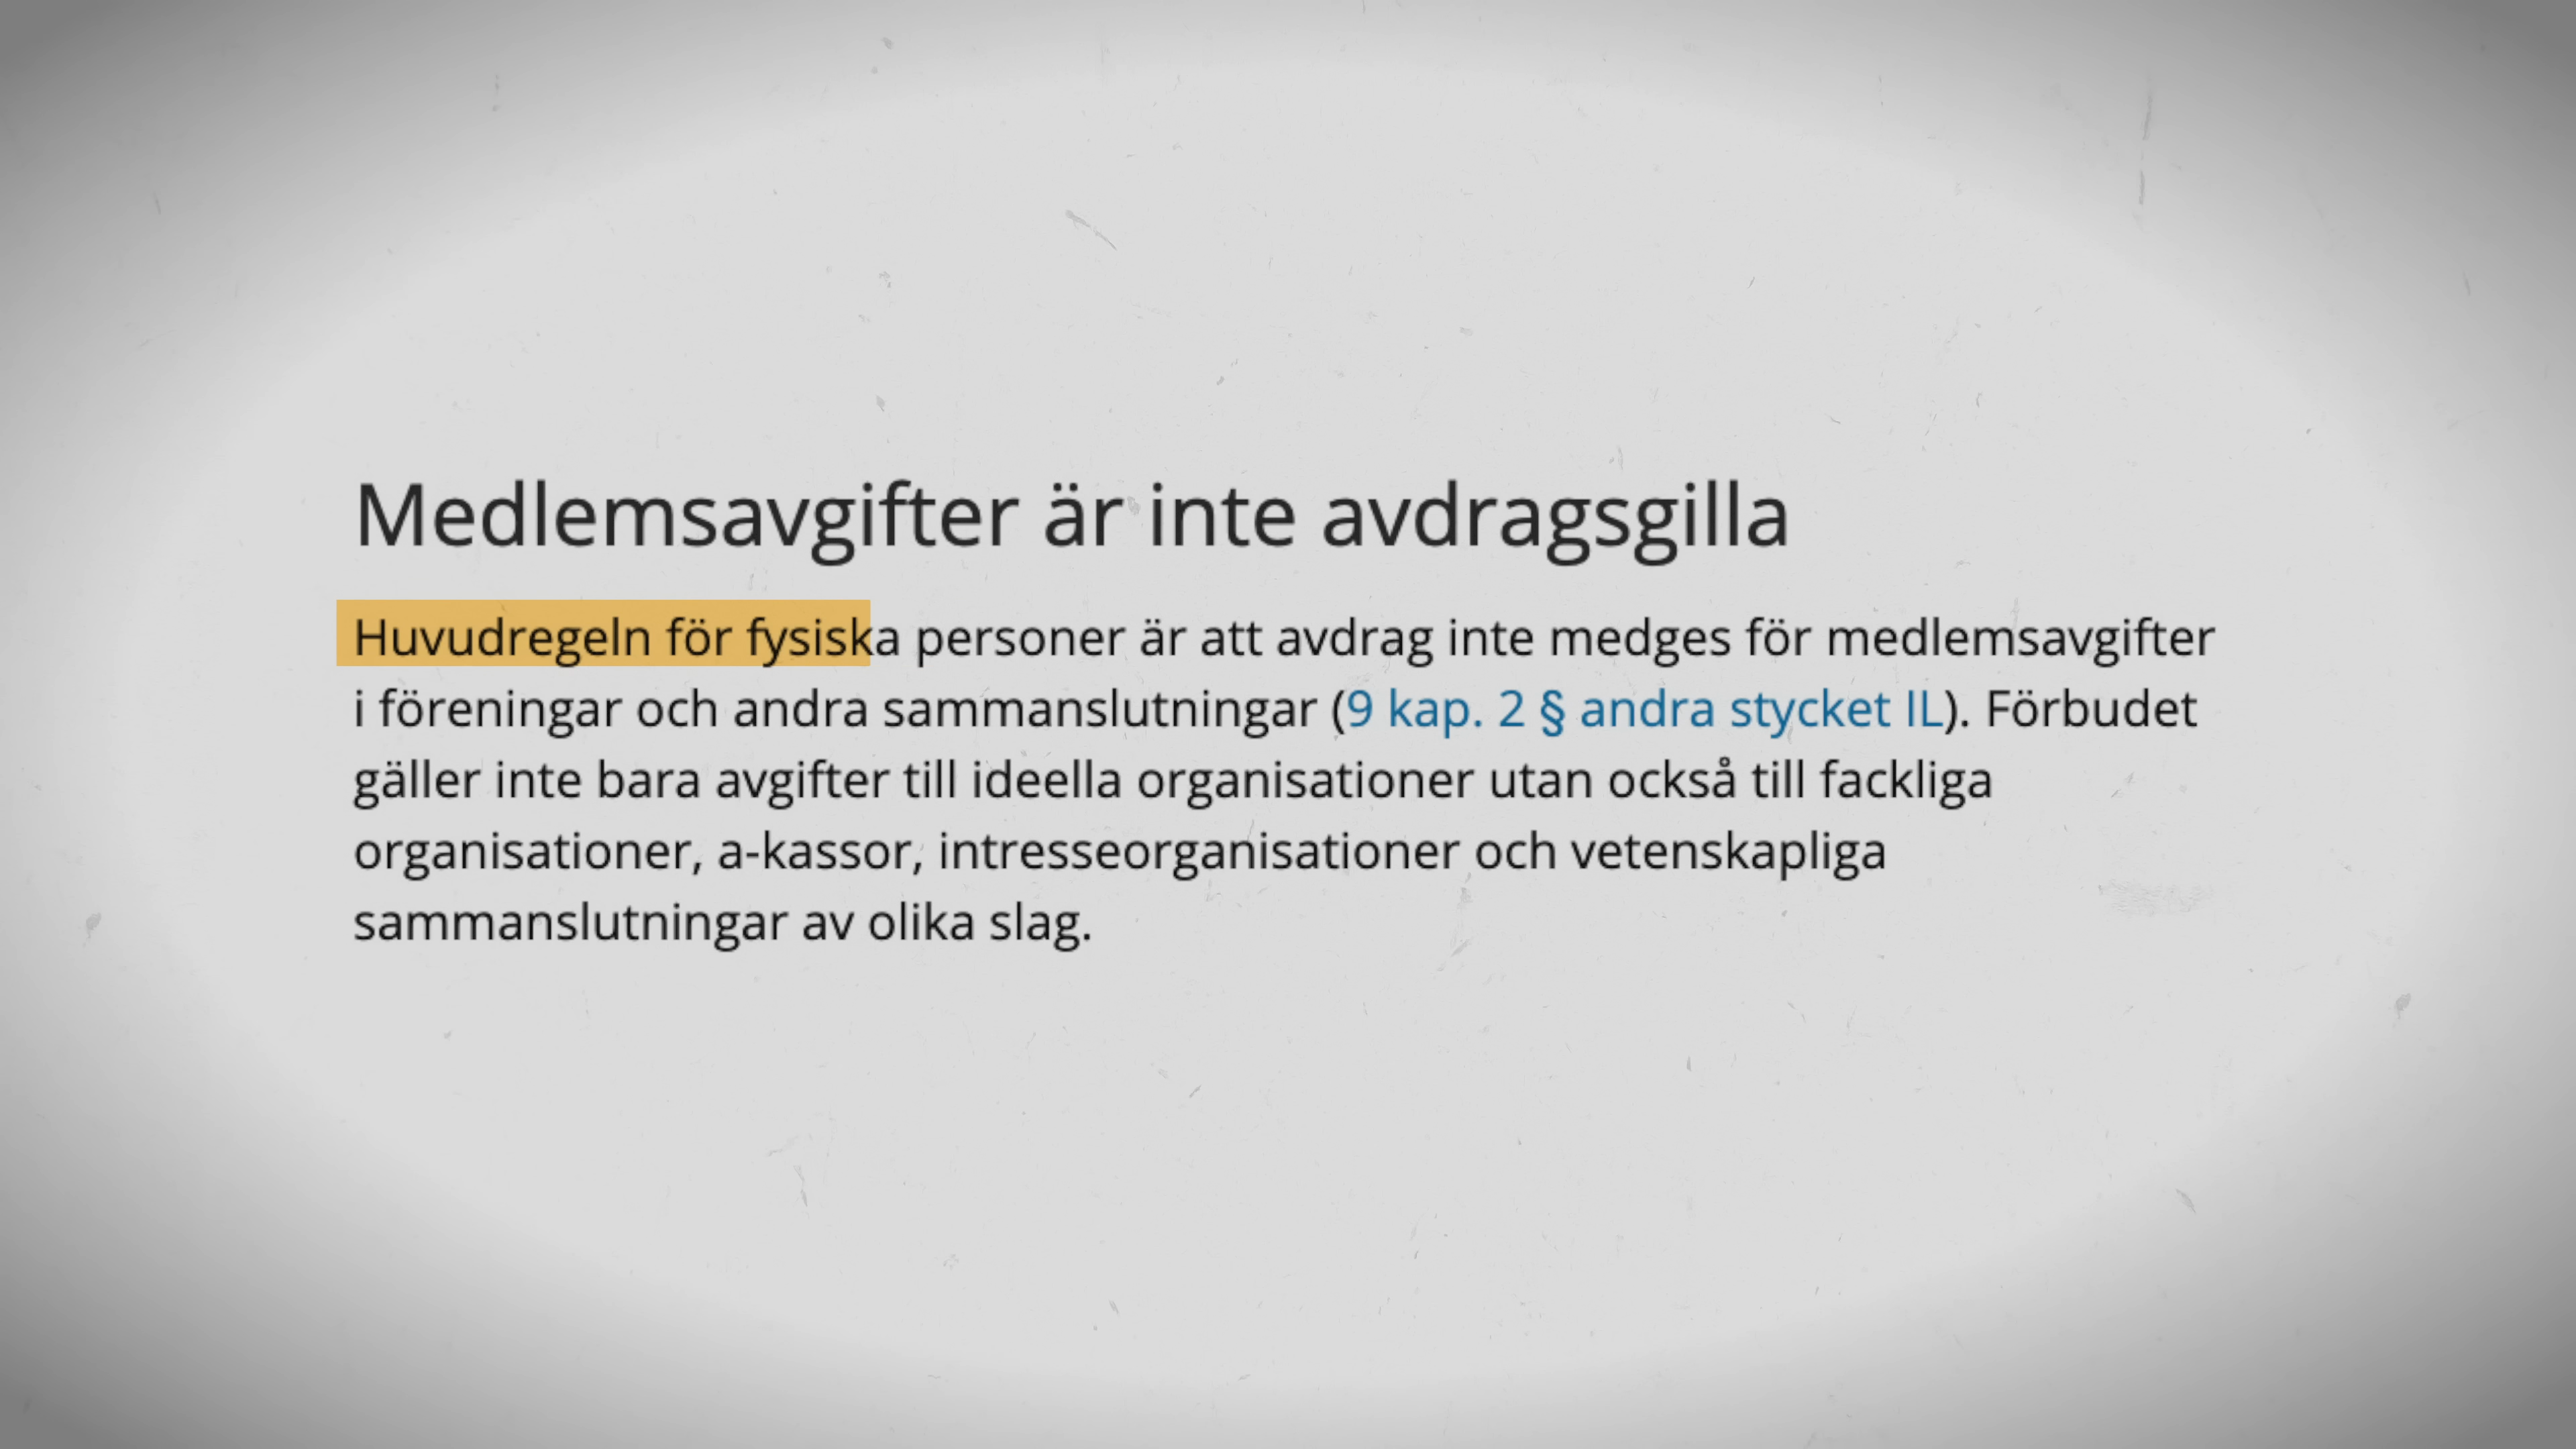 Medlemsavgifter är inte avdragsgilla
Huvudregeln för fysiska personer är att avdrag inte medges för medlemsavgifter
i föreningar och andra sammanslutningar (9 kap. 2 § andra stycket IL). Förbudet
gäller inte bara avgifter till ideella organisationer utan också till fackliga
organisationer, a-kassor, intresseorganisationer och vetenskapliga
sammanslutningar av olika slag.